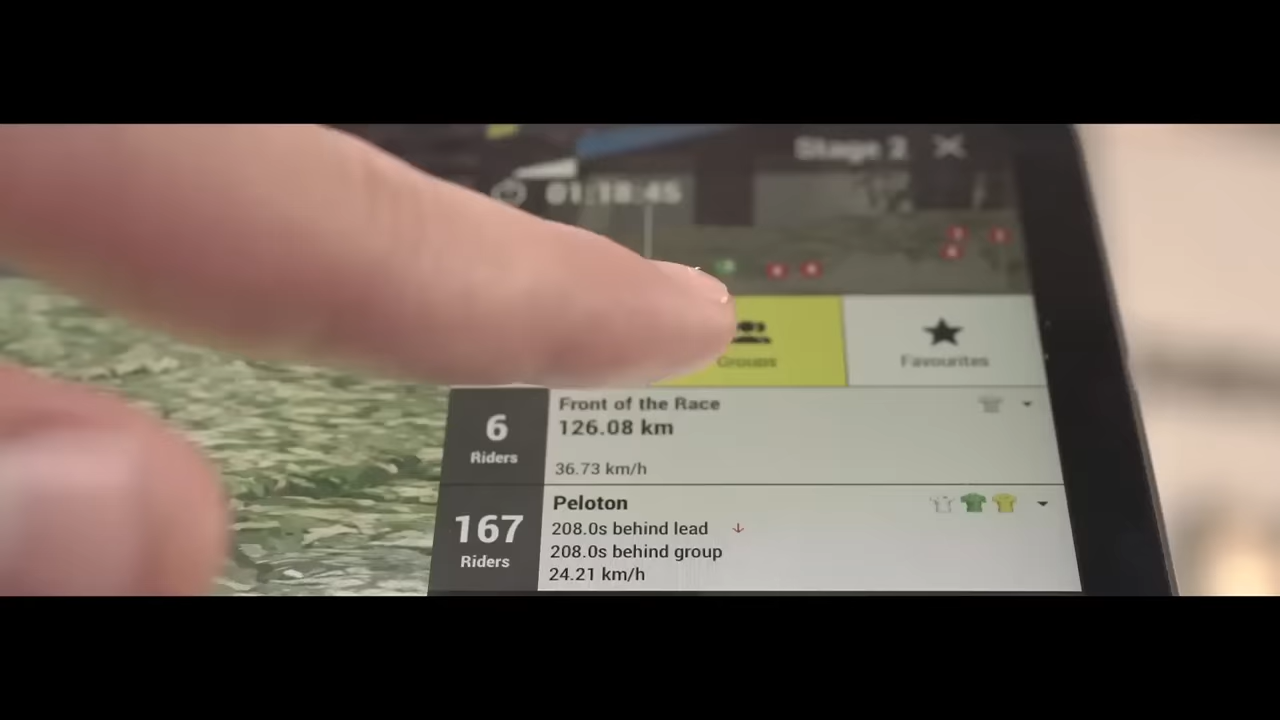 Stage 2
01:18:45
Groups
Favourites
6
Riders
Front of the Race
126.08 km
36.73 km/h
167
Riders
Peloton
208.0s behind lead
208.0s behind group
24.21 km/h